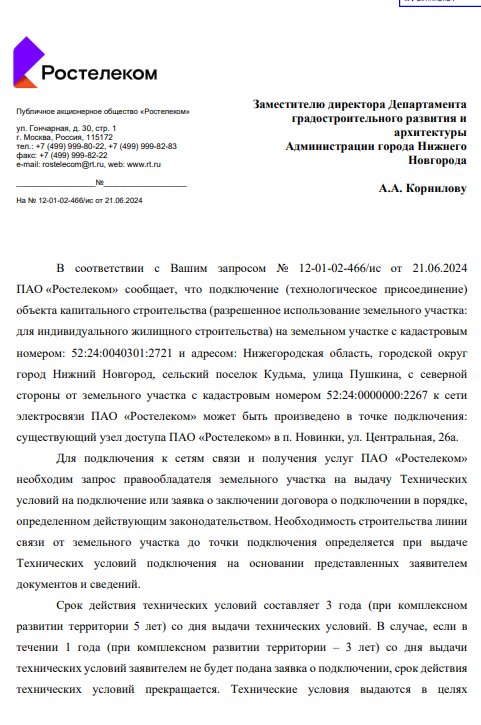 Ростелеком
Публичное акционерное общество «Ростелеком»
ул. Гончарная, д. 30, стр. 1
г. Москва, Россия, 115172
тел.: +7 (499) 999-80-22, +7 (499) 999-82-83
факс: +7 (499) 999-82-22
e-mail: rostelecom@rt.ru, web: www.rt.ru
__________________№___________________
На № 12-01-02-466/ис от 21.06.2024
Заместителю директора Департамента
градостроительного развития и
архитектуры
Администрации города Нижнего
Новгорода
А.А. Корнилову
В соответствии с Вашим запросом № 12-01-02-466/ис от 21.06.2024
ПАО «Ростелеком» сообщает, что подключение (технологическое присоединение)
объекта капитального строительства (разрешенное использование земельного участка:
для индивидуального жилищного строительства) на земельном участке с кадастровым
номером: 52:24:0040301:2721 и адресом: Нижегородская область, городской округ
город Нижний Новгород, сельский поселок Кудьма, улица Пушкина, с северной
стороны от земельного участка с кадастровым номером 52:24:0000000:2267 к сети
электросвязи ПАО «Ростелеком» может быть произведено в точке подключения:
существующий узел доступа ПАО «Ростелеком» в п. Новинки, ул. Центральная, 26а.
Для подключения к сетям связи и получения услуг ПАО «Ростелеком»
необходим запрос правообладателя земельного участка на выдачу Технических
условий на подключение или заявка о заключении договора о подключении в порядке,
определенном действующим законодательством. Необходимость строительства линии
связи от земельного участка до точки подключения определяется при выдаче
Технических условий подключения на основании представленных заявителем
документов и сведений.
Срок действия технических условий составляет 3 года (при комплексном
развитии территории 5 лет) со дня выдачи технических условий. В случае, если в
течении 1 года (при комплексном развитии территории – 3 лет) со дня выдачи
технических условий заявителем не будет подана заявка о подключении, срок действия
технических условий прекращается. Технические условия выдаются в целях